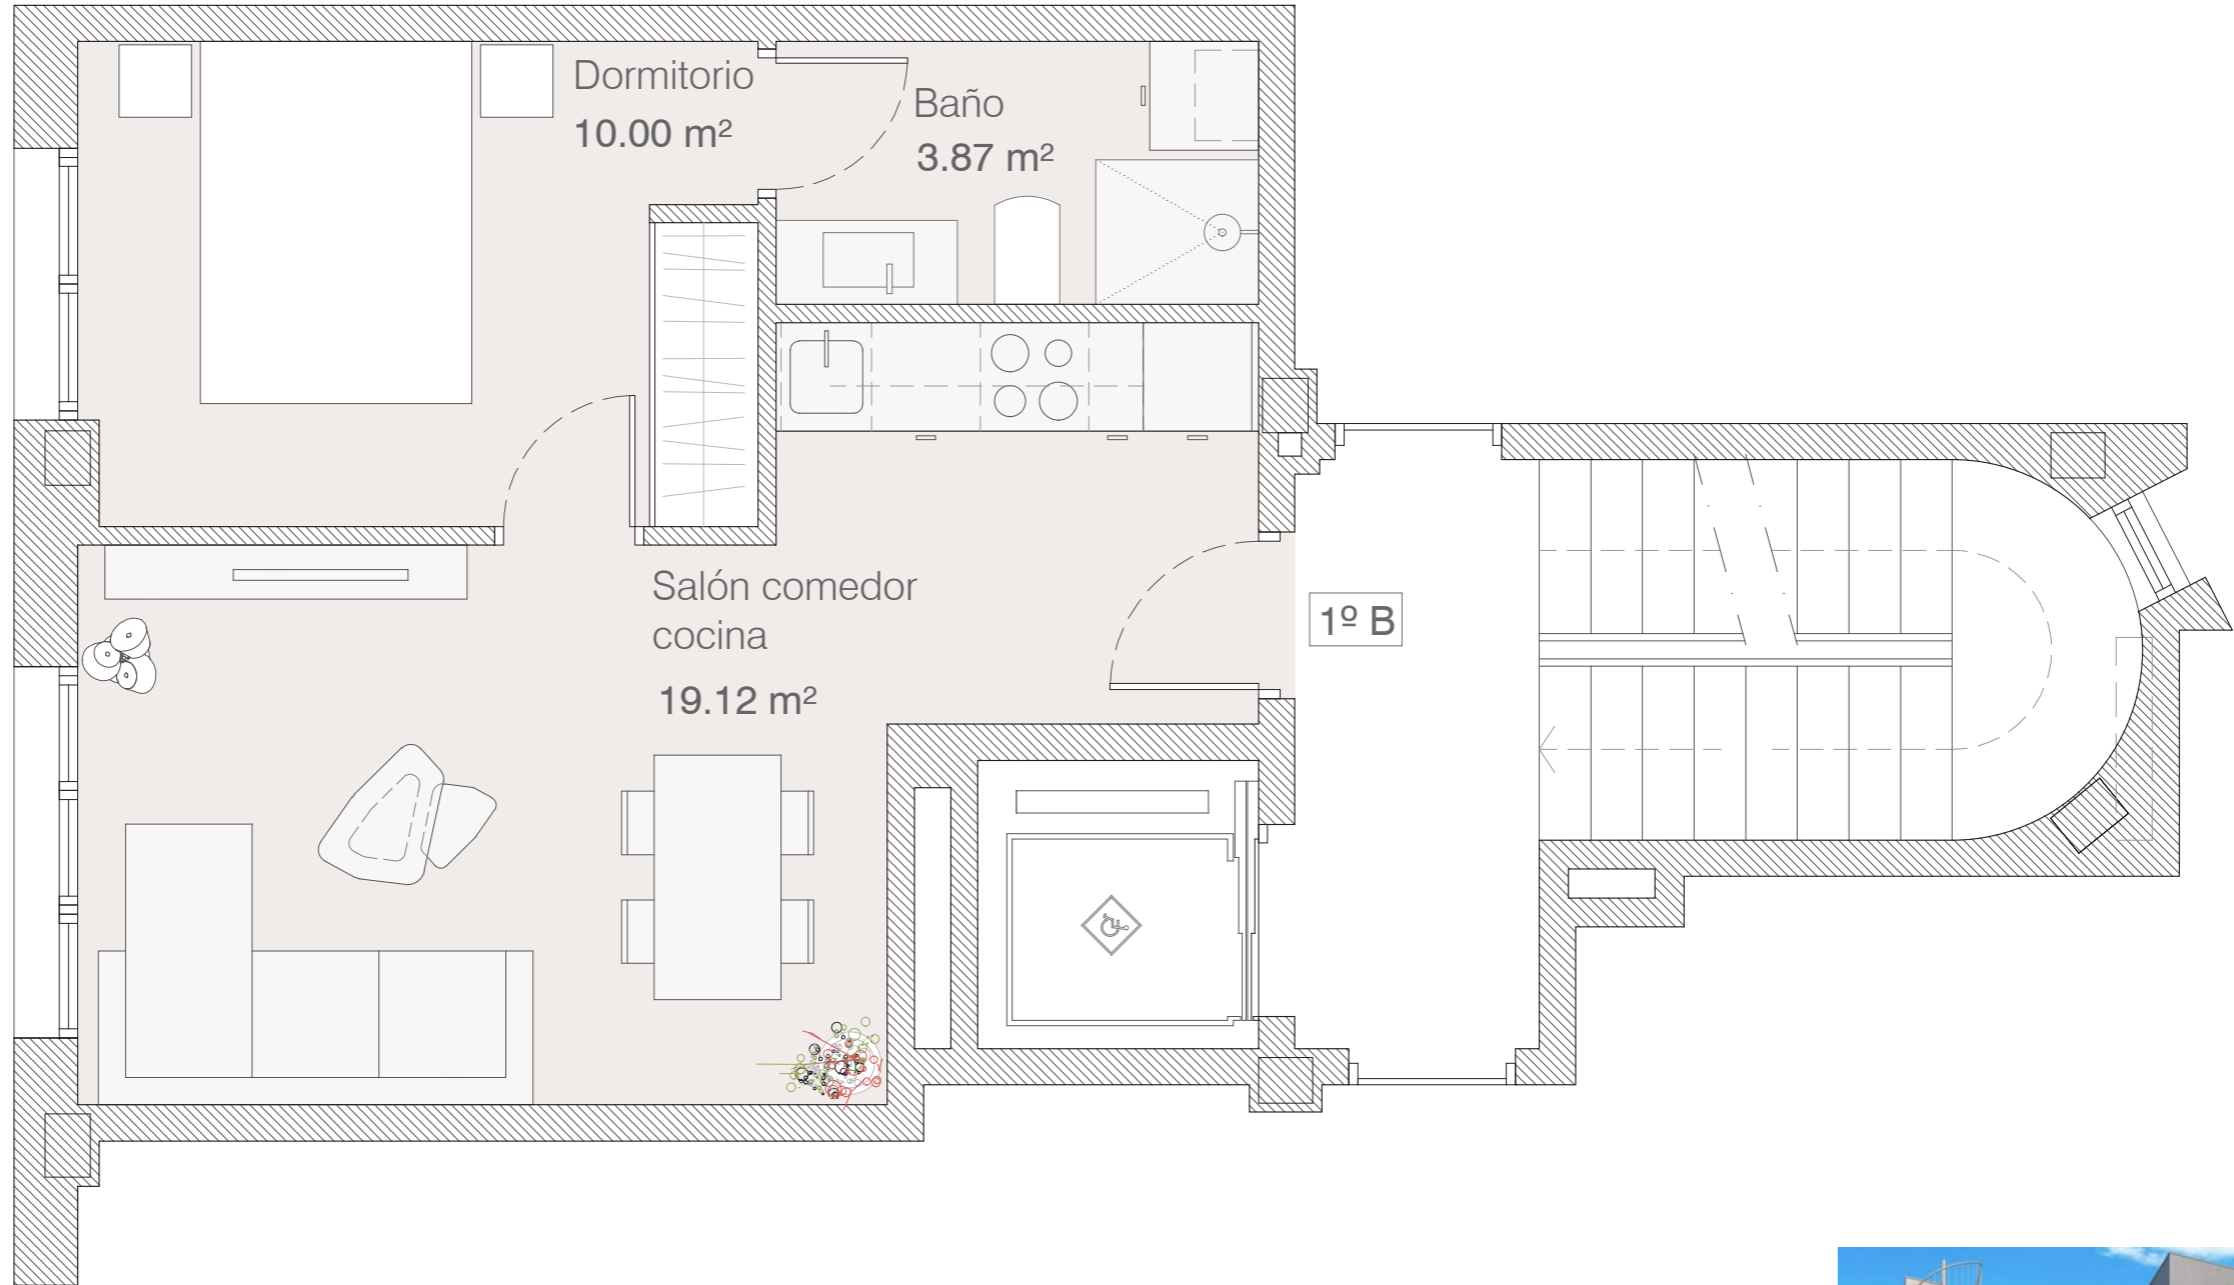 Dormitorio
10.00 m²
Baño
3.87 m²
Salón comedor
cocina
19.12 m²
1º B